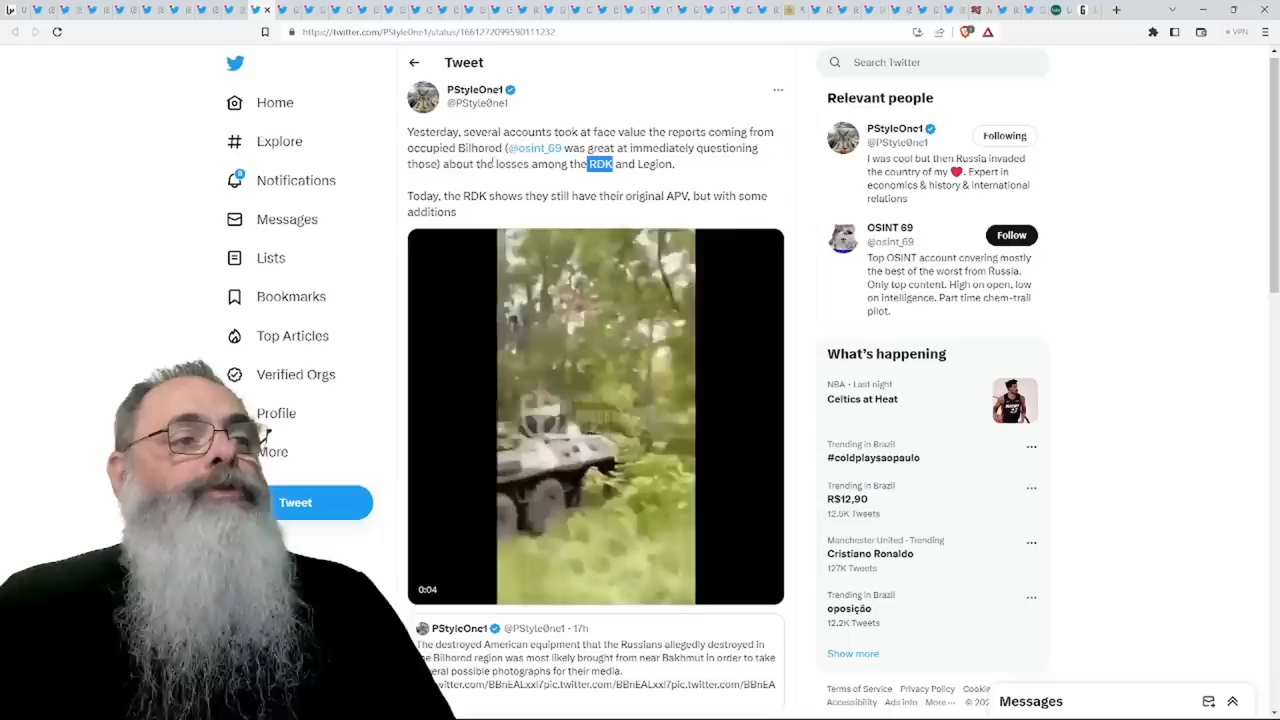 https://twitter.com/PStyle0ne1/status/1661272099590111232
VPN
Home
Explore
8
Notifications
Messages
Lists
Bookmarks
Top Articles
Verified Orgs
Profile
More
Tweet
Tweet
PStyleOne1
@PStyle0ne1
Yesterday, several accounts took at face value the reports coming from
occupied Bilhorod (@osint_69 was great at immediately questioning
those) about the losses among the RDK and Legion.
Today, the RDK shows they still have their original APV, but with some
additions
0:04
PStyleOne1 @PStyle0ne1 · 17h
The destroyed American equipment that the Russians allegedly destroyed in
Bilhorod region was most likely brought from near Bakhmut in order to take
possible photographs for their media.
Search Twitter
Relevant people
PStyleOne1
@PStyle0ne1
Following
I was cool but then Russia invaded
the country of my ❤️. Expert in
economics & history & international
relations
OSINT 69
@osint_69
Follow
Top OSINT account covering mostly
the best of the worst from Russia.
Only top content. High on open, low
on intelligence. Part time chem-trail
pilot.
What's happening
NBA · Last night
Celtics at Heat
Trending in Brazil
#coldplaysaopaulo
Trending in Brazil
R$12,90
12.5K Tweets
Manchester United · Trending
Cristiano Ronaldo
127K Tweets
Trending in Brazil
oposição
12.2K Tweets
Show more
Terms of Service Privacy Policy
Accessibility Ads info More ···
Messages